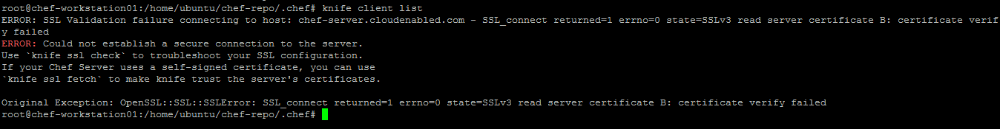 root@chef-workstation01:/home/ubuntu/chef-repo/.chef# knife client list
ERROR: SSL Validation failure connecting to host: chef-server.cloudenabled.com - SSL_connect returned=1 errno=0 state=SSLv3 read server certificate B: certificate verif
y failed
ERROR: Could not establish a secure connection to the server.
Use `knife ssl check` to troubleshoot your SSL configuration.
If your Chef Server uses a self-signed certificate, you can use
`knife ssl fetch` to make knife trust the server's certificates.
Original Exception: OpenSSL::SSL::SSLError: SSL_connect returned=1 errno=0 state=SSLv3 read server certificate B: certificate verify failed
root@chef-workstation01:/home/ubuntu/chef-repo/.chef#